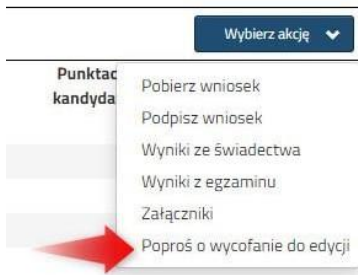 Wybierz akcję
Punktac
kandyda
Pobierz wniosek
Podpisz wniosek
Wyniki ze świadectwa
Wyniki z egzaminu
Załączniki
Poproś o wycofanie do edycji